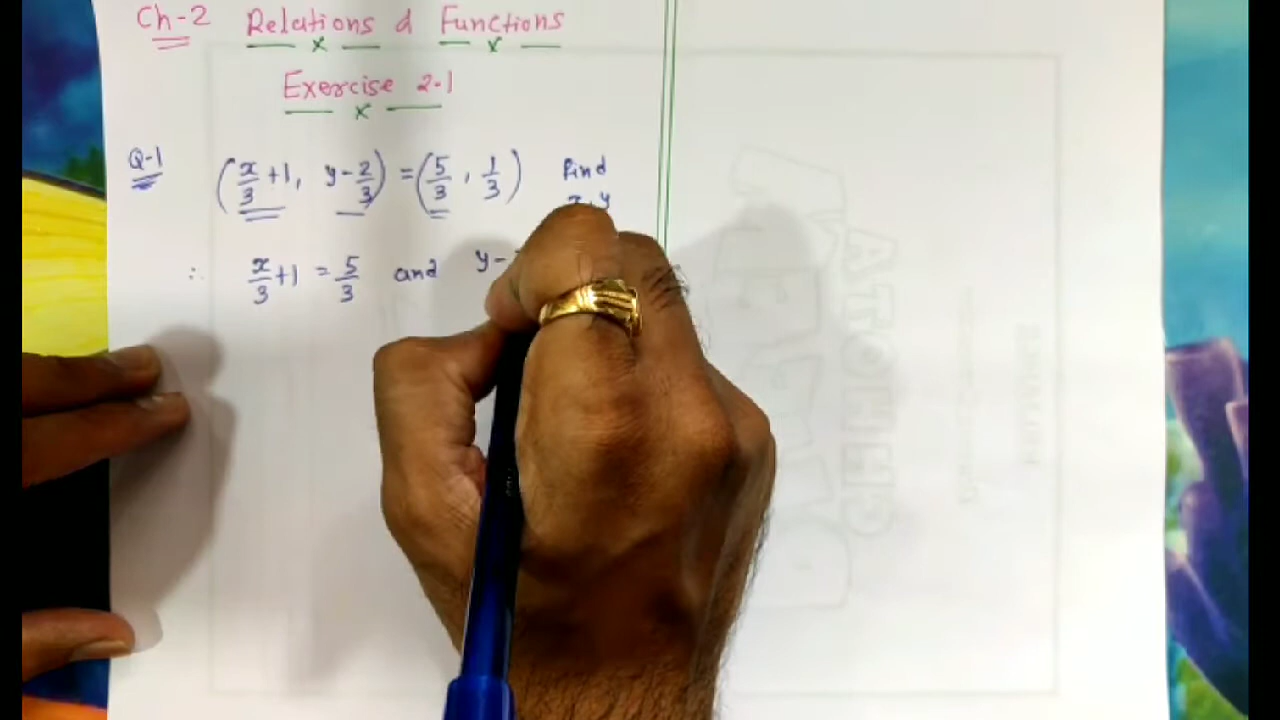 Ch-2 Relations & Functions
Exercise 2.1
Q-1 (x/3 + 1, y - 2/3) = (5/3, 1/3) Find
x, y
∴ x/3 + 1 = 5/3 and y -